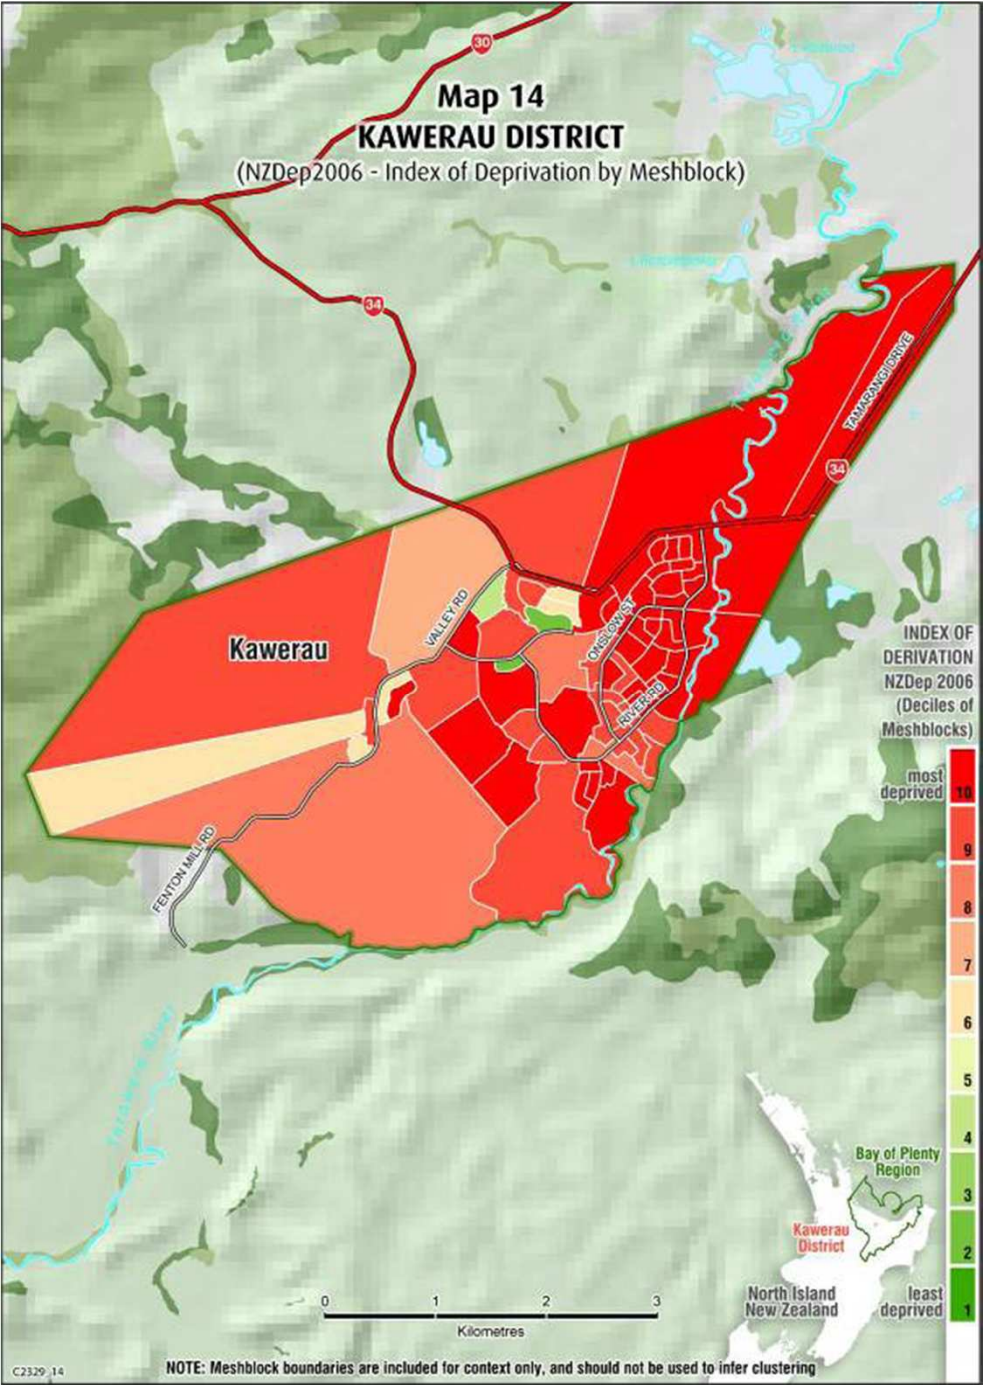 30
Map 14
KAWERAU DISTRICT
(NZDep2006 - Index of Deprivation by Meshblock)
34
TAMARANGI DRIVE
34
VALLEY RD
ONSLOW ST
Kawerau
RIVER RD
FENTON MILL RD
Tarawera River
INDEX OF
DERIVATION
NZDep 2006
(Deciles of
Meshblocks)
most
deprived
10
9
8
7
6
5
4
3
2
1
least
deprived
Bay of Plenty
Region
Kawerau
District
North Island
New Zealand
0 1 2 3
Kilometres
C2329_14
NOTE: Meshblock boundaries are included for context only, and should not be used to infer clustering